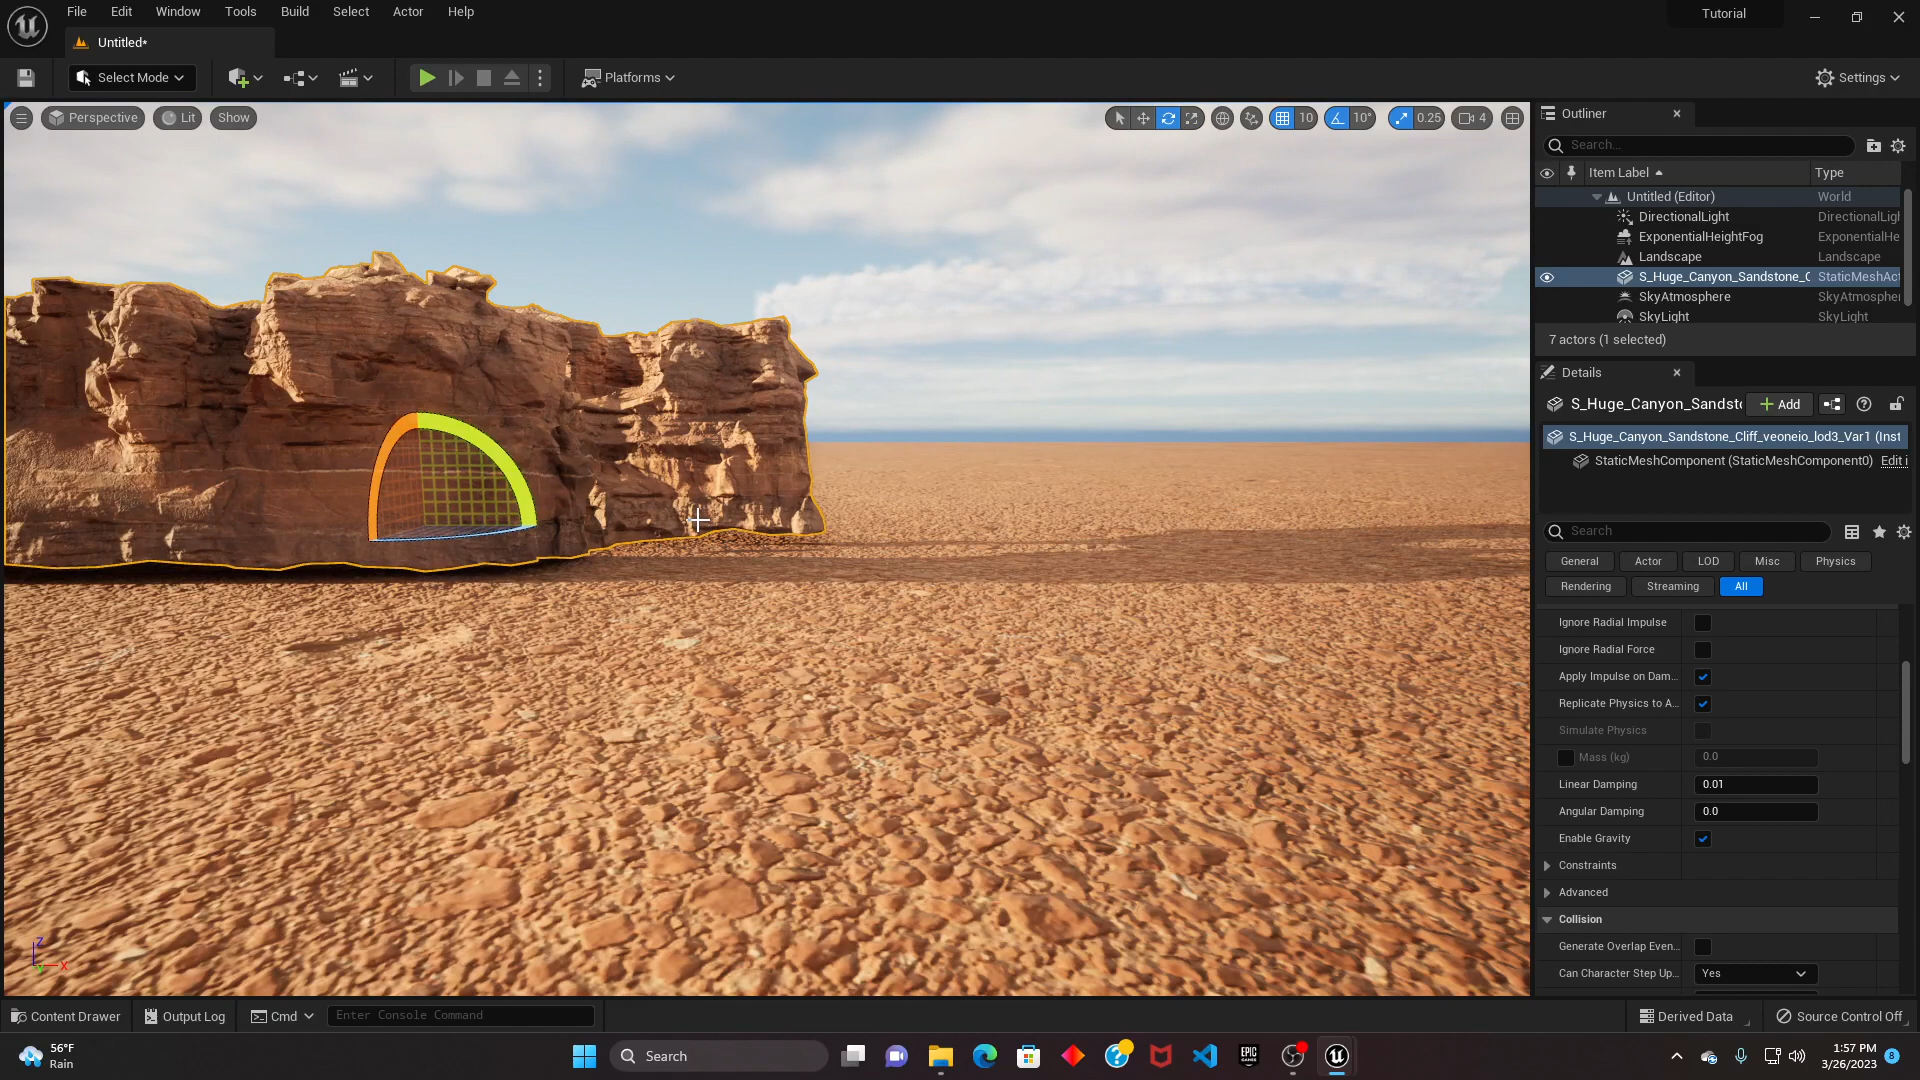 File Edit Window Tools Build Select Actor Help
Tutorial
Untitled*
Select Mode
Platforms
Settings
Perspective Lit Show
10 10° 0.25 4
Outliner
Search...
Item Label Type
Untitled (Editor) World
DirectionalLight DirectionalLigh
ExponentialHeightFog ExponentialHe
Landscape Landscape
S_Huge_Canyon_Sandstone_C StaticMeshAct
SkyAtmosphere SkyAtmospher
SkyLight SkyLight
7 actors (1 selected)
Details
S_Huge_Canyon_Sandsto Add
S_Huge_Canyon_Sandstone_Cliff_veoneio_lod3_Var1 (Inst
StaticMeshComponent (StaticMeshComponent0) Edit i
Search
General Actor LOD Misc Physics
Rendering Streaming All
Ignore Radial Impulse
Ignore Radial Force
Apply Impulse on Dam...
Replicate Physics to A...
Simulate Physics
Mass (kg) 0.0
Linear Damping 0.01
Angular Damping 0.0
Enable Gravity
Constraints
Advanced
Collision
Generate Overlap Even...
Can Character Step Up... Yes
Z
X
Content Drawer Output Log Cmd Enter Console Command
Derived Data Source Control Off
56°F
Rain
Search
EPIC
GAMES
1:57 PM
3/26/2023
8